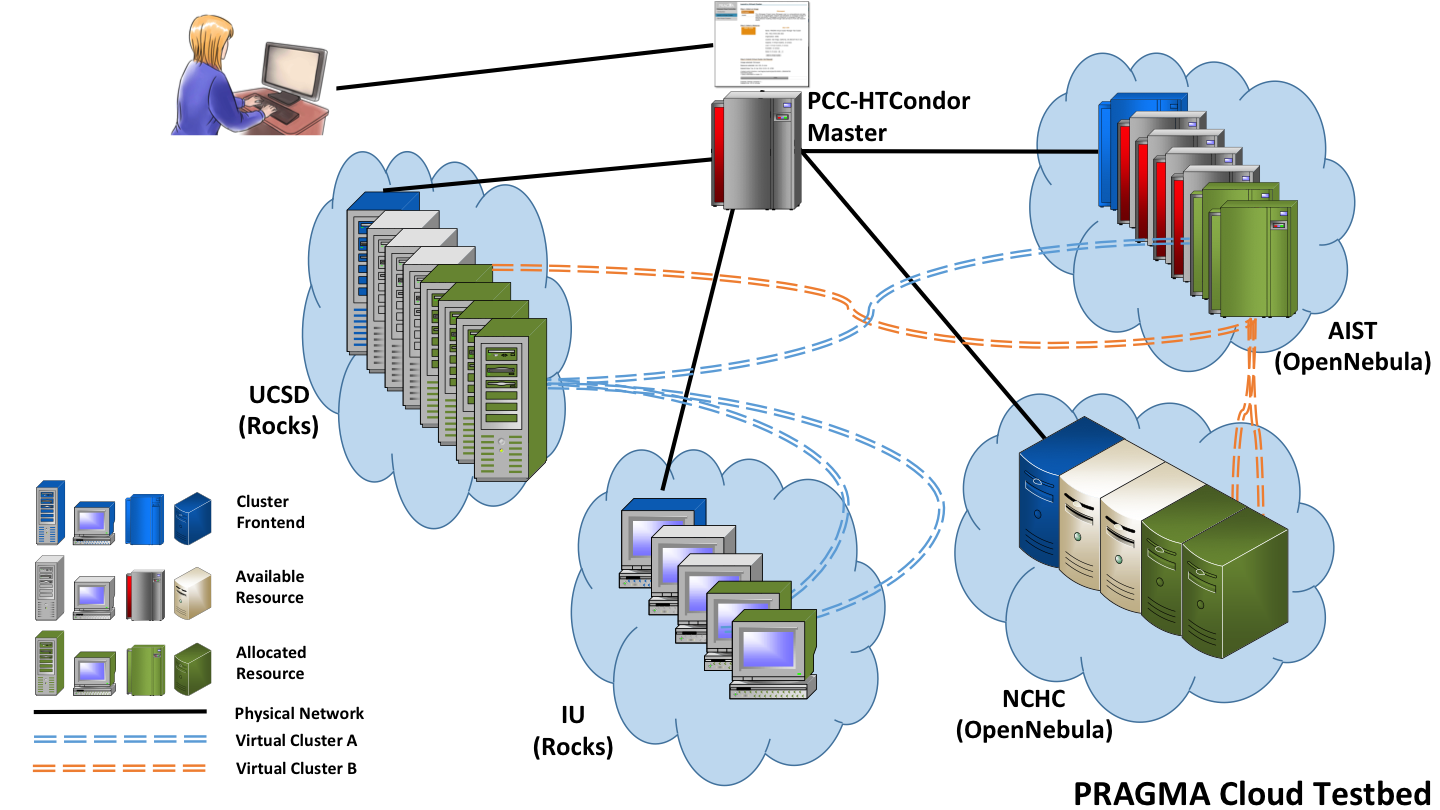 PCC-HTCondor
Master
AIST
(OpenNebula)
UCSD
(Rocks)
Cluster
Frontend
Available
Resource
Allocated
Resource
Physical Network
Virtual Cluster A
Virtual Cluster B
IU
(Rocks)
NCHC
(OpenNebula)
PRAGMA Cloud Testbed